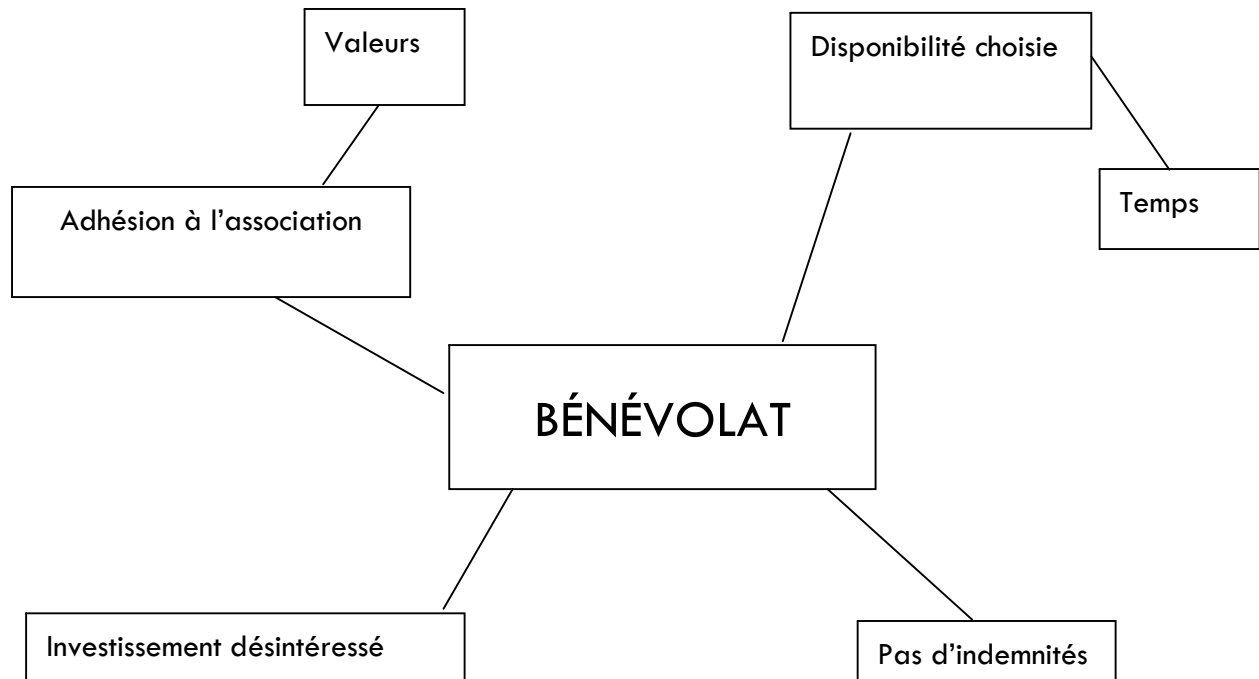 Valeurs
Disponibilité choisie
Adhésion à l’association
Temps
BÉNÉVOLAT
Investissement désintéressé
Pas d’indemnités